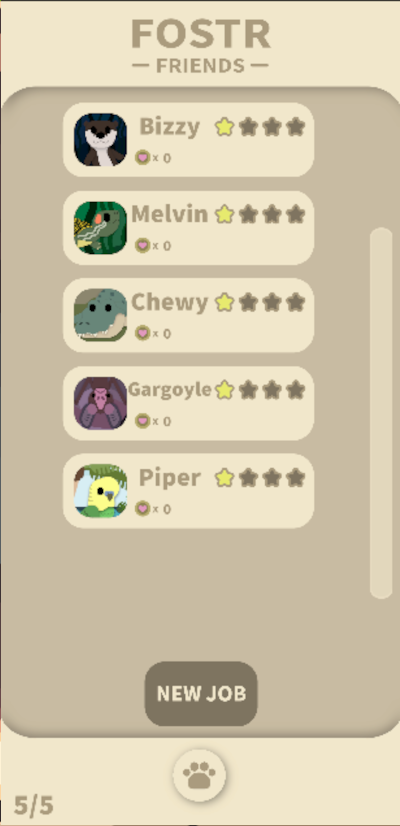 FOSTR
— FRIENDS —
Bizzy
x 0
Melvin
x 0
Chewy
x 0
Gargoyle
x 0
Piper
x 0
NEW JOB
5/5